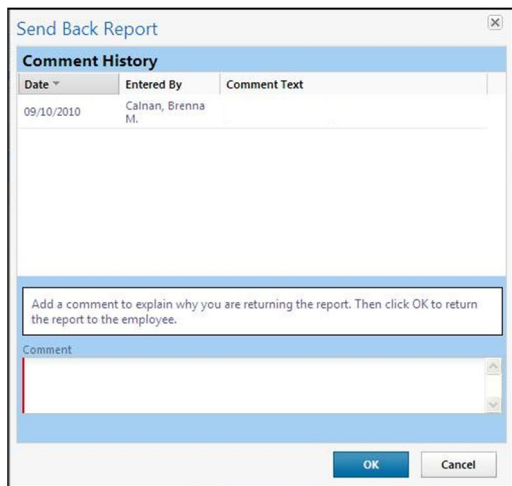 Send Back Report
Comment History
Date Entered By Comment Text
09/10/2010 Calnan, Brenna
M.
Add a comment to explain why you are returning the report. Then click OK to return
the report to the employee.
Comment
OK Cancel